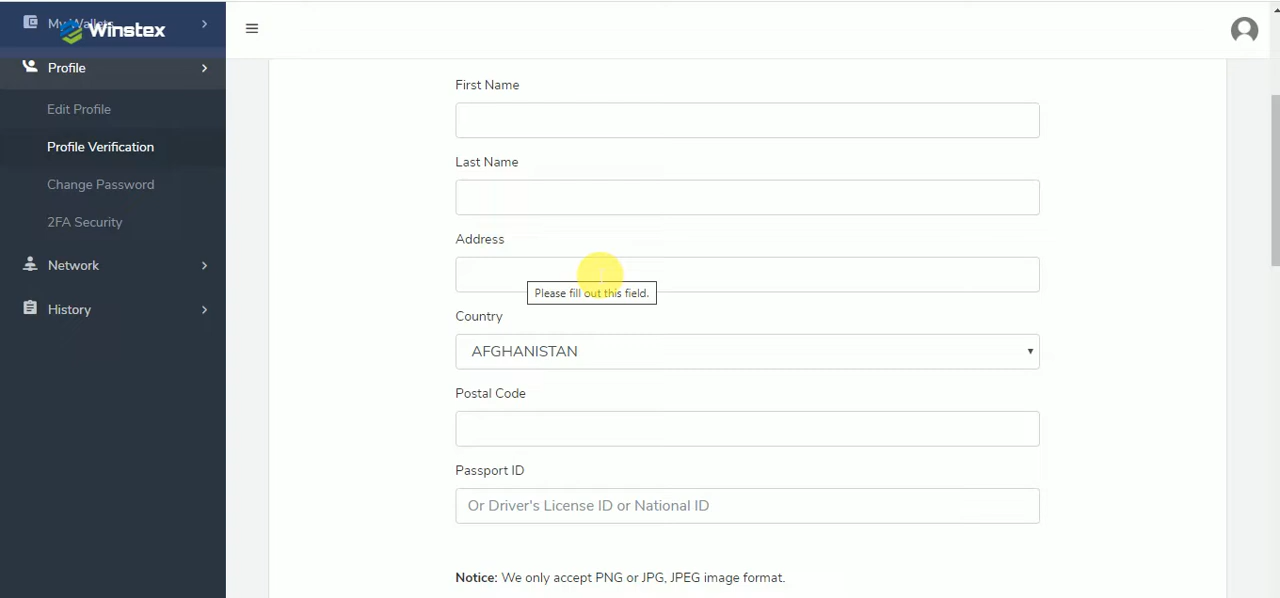 My Wallets
Winstex
Profile
Edit Profile
Profile Verification
Change Password
2FA Security
Network
History
First Name
Last Name
Address
Please fill out this field.
Country
AFGHANISTAN
Postal Code
Passport ID
Or Driver's License ID or National ID
Notice: We only accept PNG or JPG, JPEG image format.